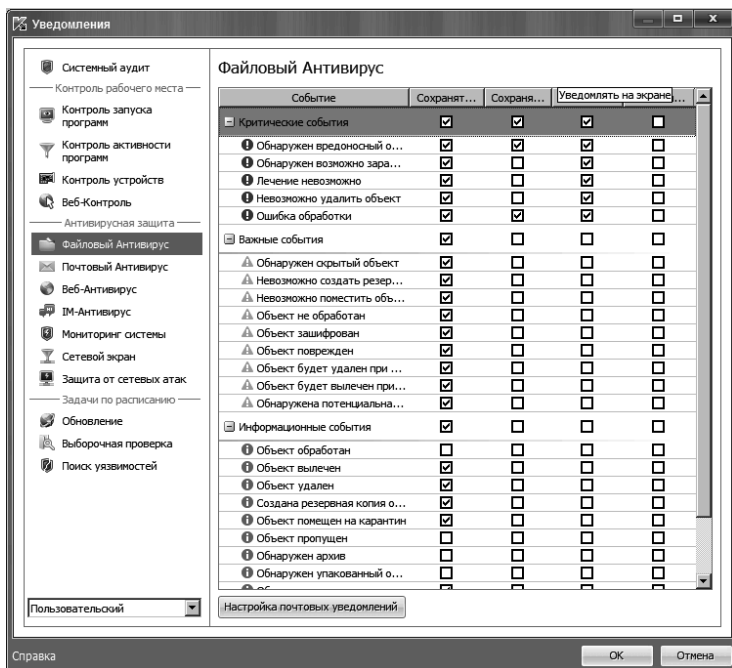 Уведомления
Системный аудит
Контроль рабочего места
Контроль запуска
программ
Контроль активности
программ
Контроль устройств
Веб-Контроль
Антивирусная защита
Файловый Антивирус
Почтовый Антивирус
Веб-Антивирус
IM-Антивирус
Мониторинг системы
Сетевой экран
Защита от сетевых атак
Задачи по расписанию
Обновление
Выборочная проверка
Поиск уязвимостей
Пользовательский
Файловый Антивирус
Событие Сохранят... Сохраня... Уведомлять на экране ...
Критические события
Обнаружен вредоносный о...
Обнаружен возможно зара...
Лечение невозможно
Невозможно удалить объект
Ошибка обработки
Важные события
Обнаружен скрытый объект
Невозможно создать резер...
Невозможно поместить объ...
Объект не обработан
Объект зашифрован
Объект поврежден
Объект будет удален при ...
Объект будет вылечен при...
Обнаружена потенциальна...
Информационные события
Объект обработан
Объект вылечен
Объект удален
Создана резервная копия о...
Объект помещен на карантин
Объект пропущен
Обнаружен архив
Обнаружен упакованный о...
Настройка почтовых уведомлений
Справка
OK Отмена